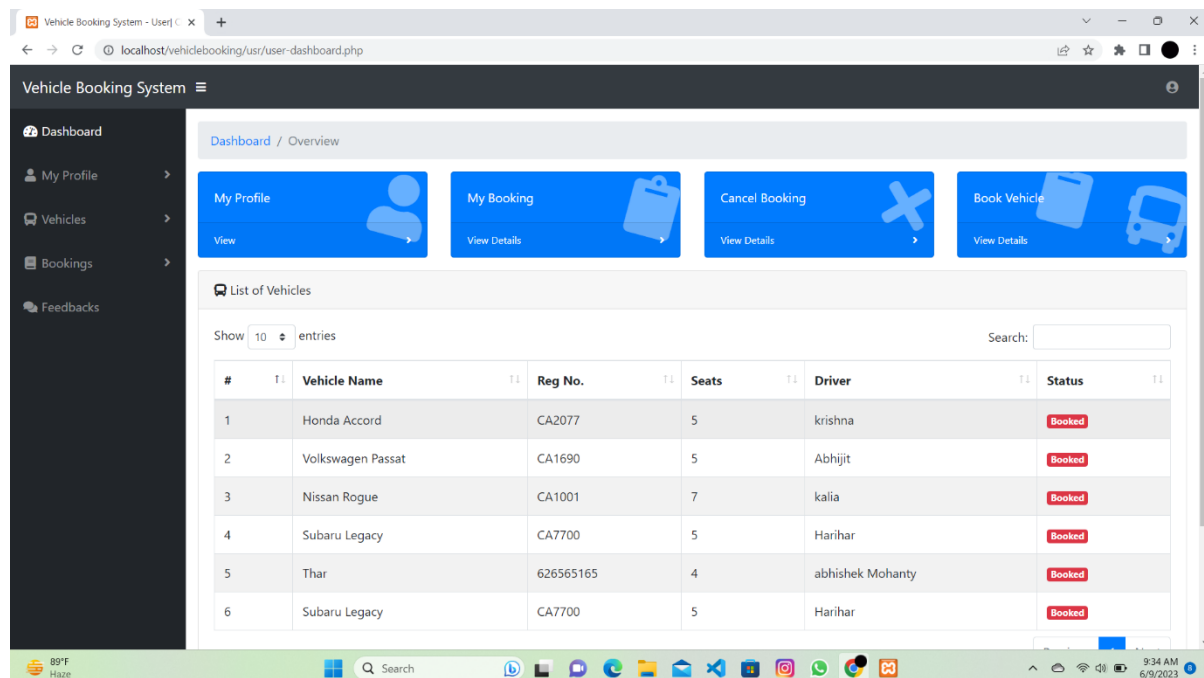 Vehicle Booking System - User|
localhost/vehiclebooking/usr/user-dashboard.php
Vehicle Booking System
Dashboard
My Profile
Vehicles
Bookings
Feedbacks
Dashboard / Overview
My Profile
View
My Booking
View Details
Cancel Booking
View Details
Book Vehicle
View Details
List of Vehicles
Show 10 entries
Search:
# Vehicle Name Reg No. Seats Driver Status
1 Honda Accord CA2077 5 krishna Booked
2 Volkswagen Passat CA1690 5 Abhijit Booked
3 Nissan Rogue CA1001 7 kalia Booked
4 Subaru Legacy CA7700 5 Harihar Booked
5 Thar 626565165 4 abhishek Mohanty Booked
6 Subaru Legacy CA7700 5 Harihar Booked
89°F
Haze
Search
9:34 AM
6/9/2023
8